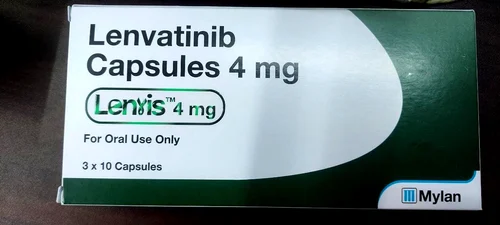 Lenvatinib
Capsules 4 mg
Lenvis™ 4 mg
For Oral Use Only
3 x 10 Capsules
Mylan